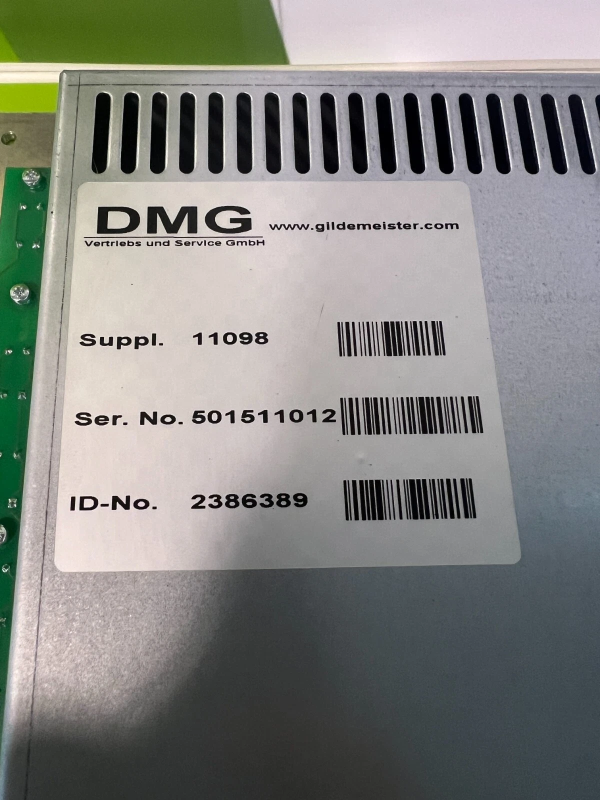 DMG www.gildemeister.com
Vertriebs und Service GmbH
Suppl. 11098
Ser. No. 501511012
ID-No. 2386389